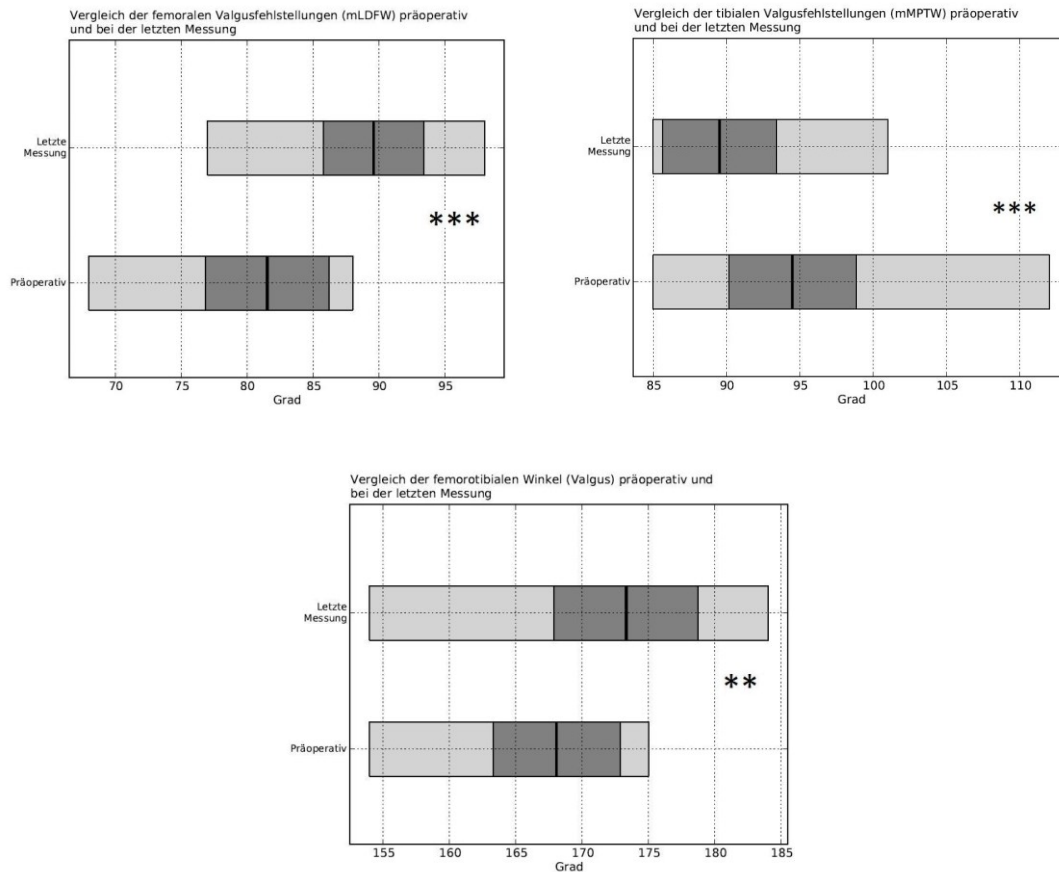 Vergleich der femoralen Valgusfehlstellungen (mLDFW) präoperativ
und bei der letzten Messung
Letzte
Messung
***
Präoperativ
70 75 80 85 90 95
Grad
Vergleich der tibialen Valgusfehlstellungen (mMPTW) präoperativ
und bei der letzten Messung
Letzte
Messung
***
Präoperativ
85 90 95 100 105 110
Grad
Vergleich der femorotibialen Winkel (Valgus) präoperativ und
bei der letzten Messung
Letzte
Messung
**
Präoperativ
155 160 165 170 175 180 185
Grad